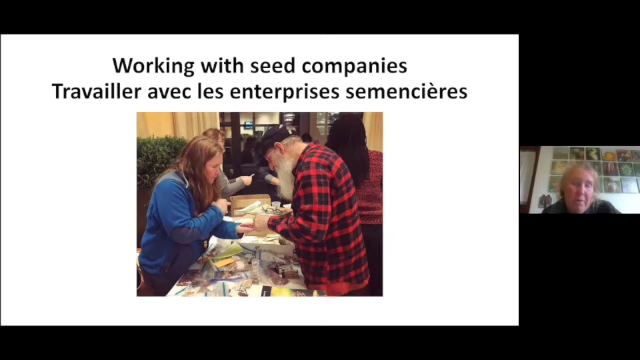 Working with seed companies
Travailler avec les enterprises semencières